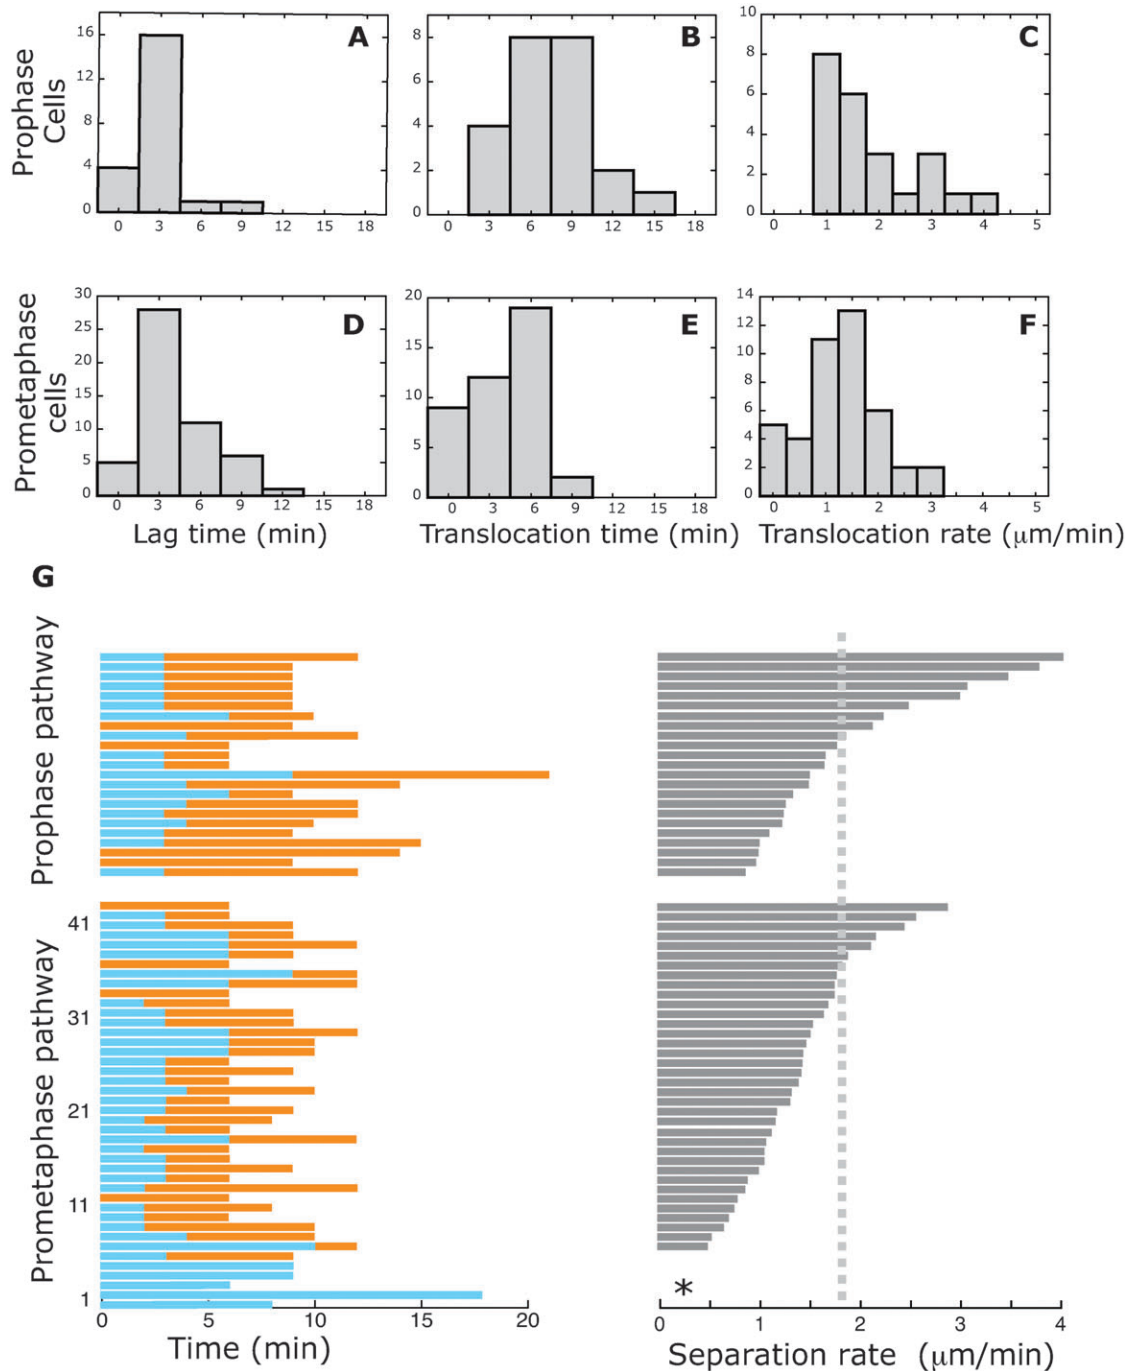 Prophase
Cells
A
16
12
8
4
0
0 3 6 9 12 15 18
B
8
6
4
2
0
3 6 9 12 15 18
C
10
8
6
4
2
0
0 1 2 3 4 5
Prometaphase
cells
D
30
20
10
5
0
0 3 6 9 12 15 18
Lag time (min)
E
20
15
10
5
0
0 3 6 9 12 15 18
Translocation time (min)
F
14
12
10
8
6
4
2
0
0 1 2 3 4 5
Translocation rate (μm/min)
G
Prophase pathway
Prometaphase pathway
41
31
21
11
1
0 5 10 15 20
Time (min)
*
0 1 2 3 4
Separation rate (μm/min)